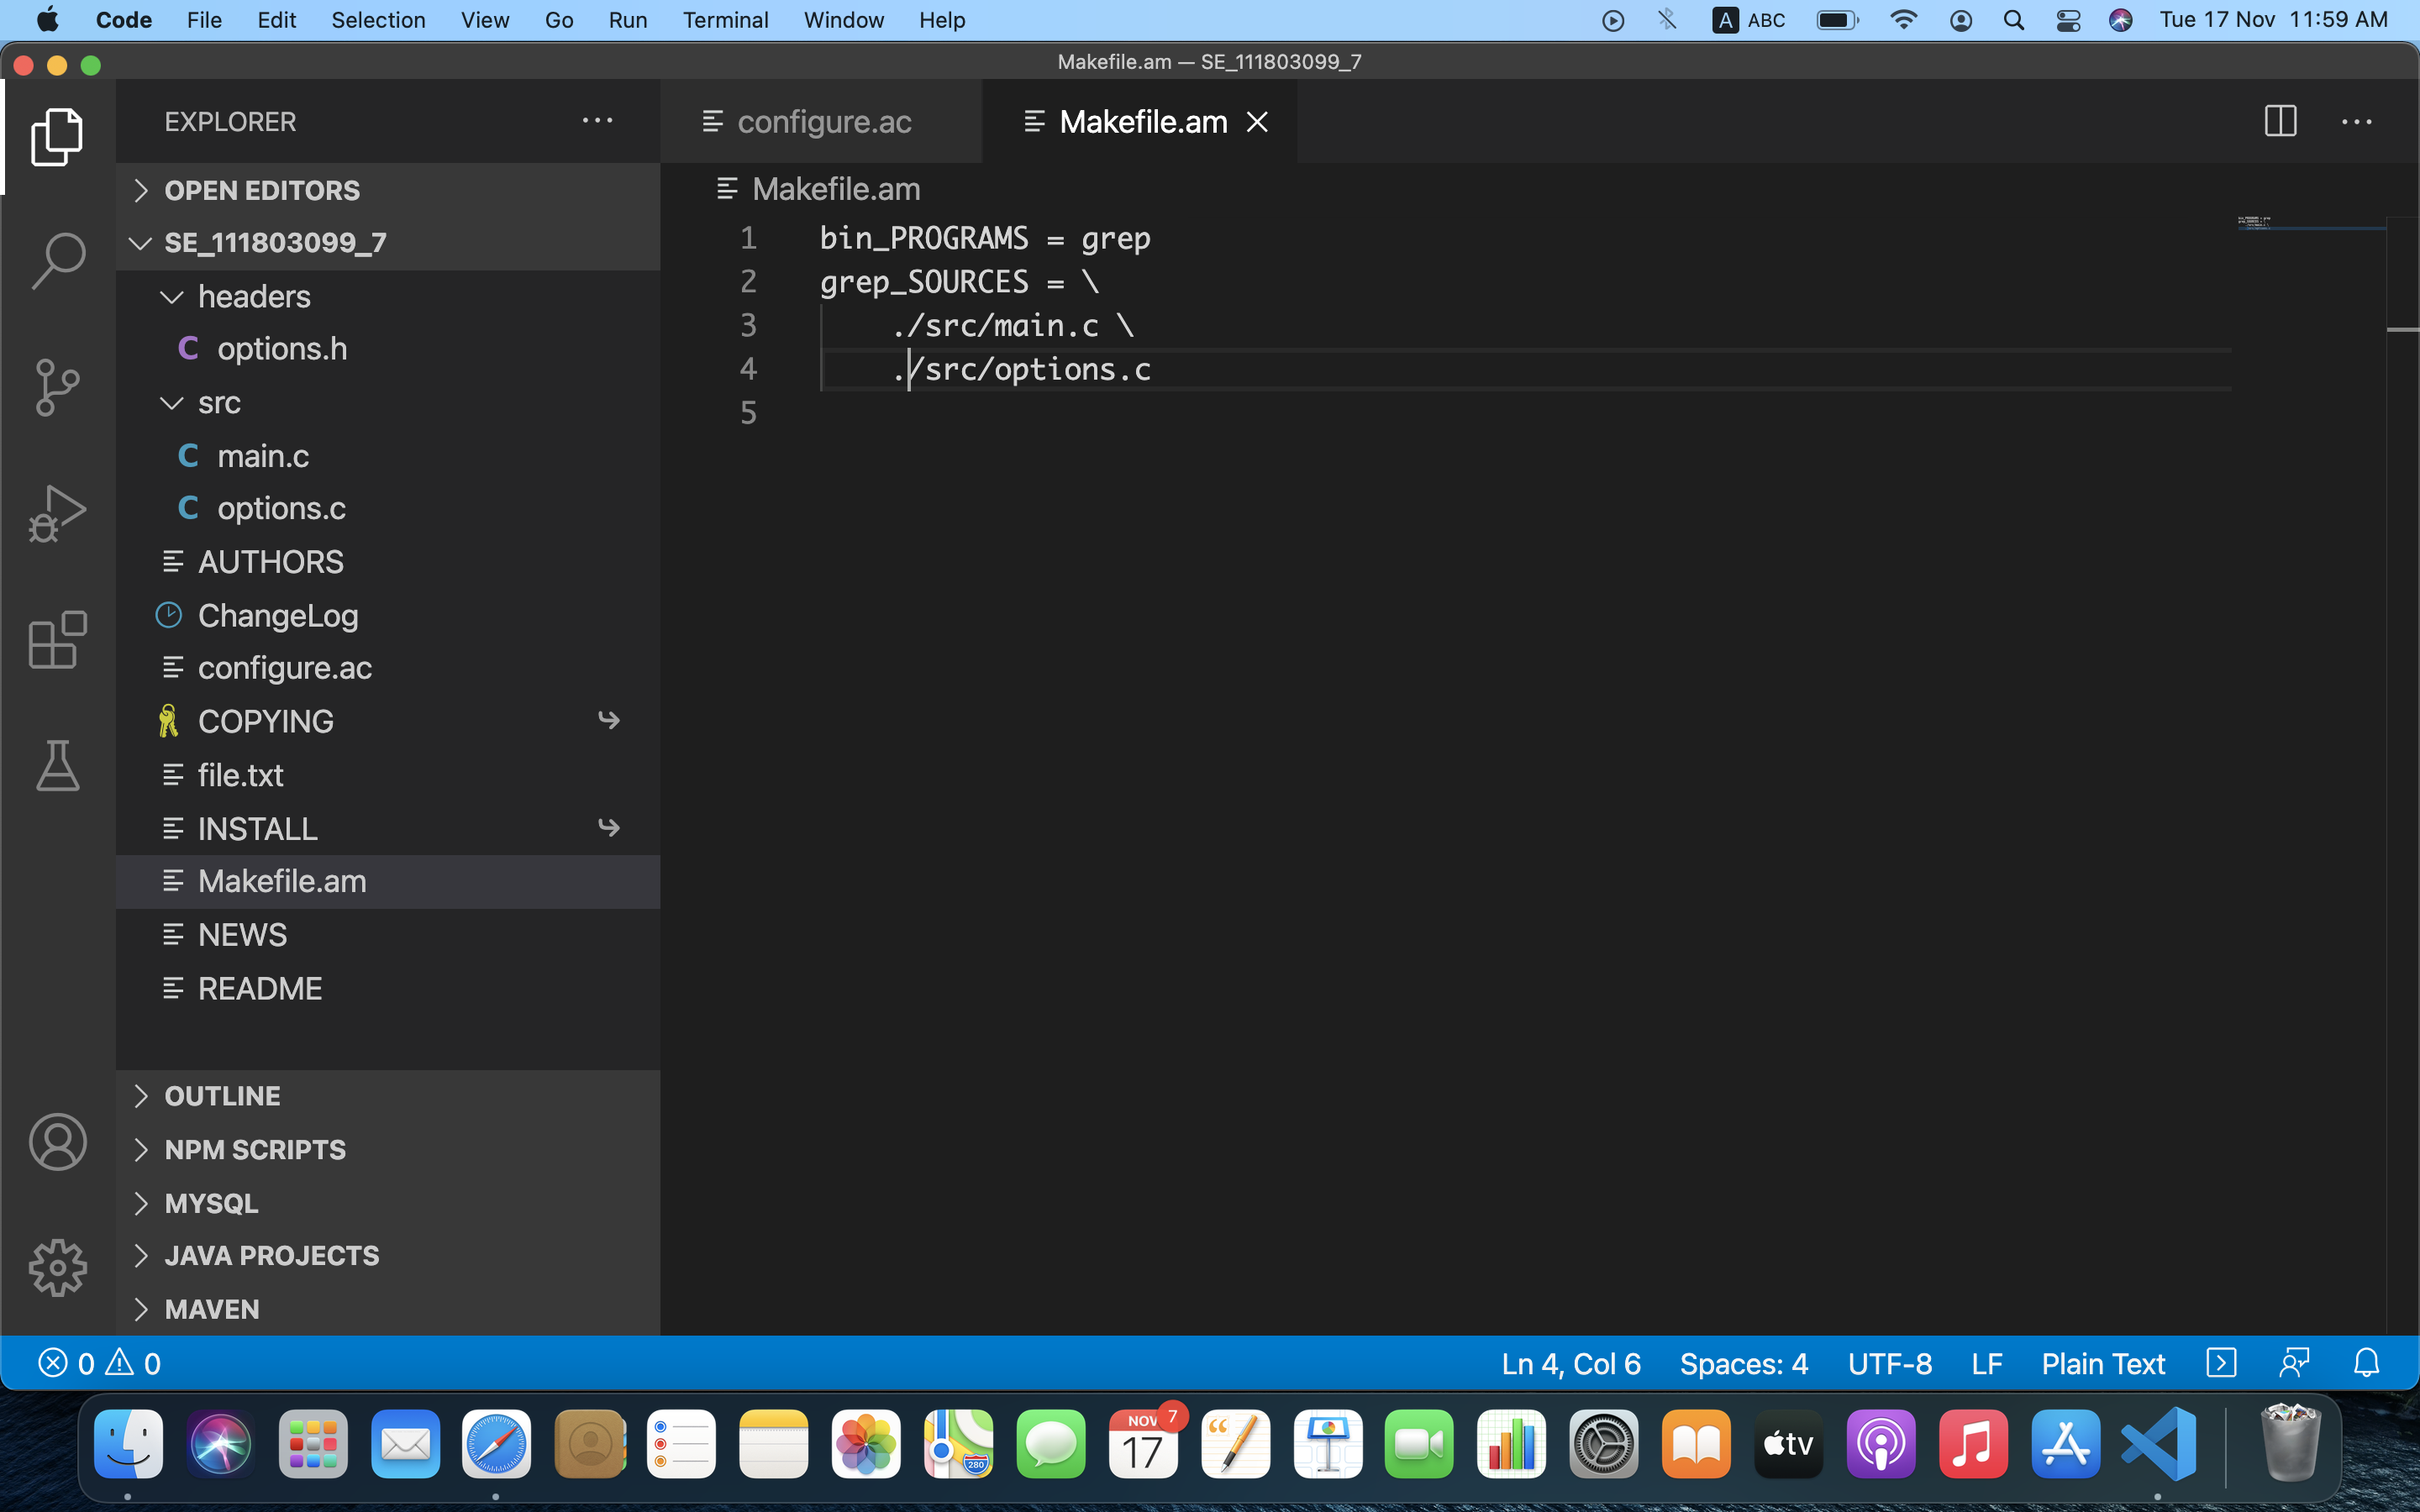 Code File Edit Selection View Go Run Terminal Window Help A ABC Tue 17 Nov 11:59 AM
Makefile.am — SE_111803099_7
EXPLORER
configure.ac
Makefile.am
OPEN EDITORS
SE_111803099_7
headers
options.h
src
main.c
options.c
AUTHORS
ChangeLog
configure.ac
COPYING
file.txt
INSTALL
Makefile.am
NEWS
README
OUTLINE
NPM SCRIPTS
MYSQL
JAVA PROJECTS
MAVEN
Makefile.am
1 bin_PROGRAMS = grep
2 grep_SOURCES = \
3 ./src/main.c \
4 ./src/options.c
5
0 0 Ln 4, Col 6 Spaces: 4 UTF-8 LF Plain Text
280
NOV 7
17
tv